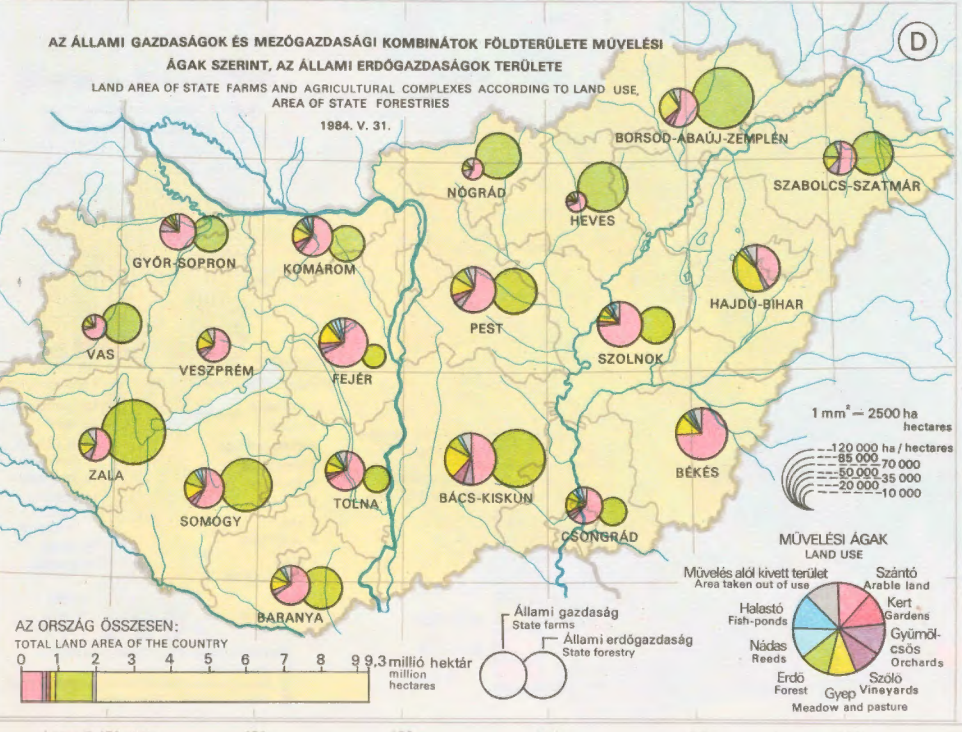 AZ ÁLLAMI GAZDASÁGOK ÉS MEZŐGAZDASÁGI KOMBINÁTOK FÖLDTERÜLETE MŰVELÉSI
ÁGAK SZERINT, AZ ÁLLAMI ERDŐGAZDASÁGOK TERÜLETE
LAND AREA OF STATE FARMS AND AGRICULTURAL COMPLEXES ACCORDING TO LAND USE,
AREA OF STATE FORESTRIES
1984. V. 31.
D
BORSOD-ABAÚJ-ZEMPLÉN
NÓGRÁD
SZABOLCS-SZATMÁR
HEVES
GYŐR-SOPRON
KOMÁROM
HAJDÚ-BIHAR
PEST
VAS
VESZPRÉM
FEJÉR
SZOLNOK
ZALA
SOMOGY
TOLNA
BÁCS-KISKUN
BÉKÉS
CSONGRÁD
BARANYA
1 mm² = 2500 ha
hectares
120 000 ha / hectares
85 000
70 000
50 000
35 000
20 000
10 000
MŰVELÉSI ÁGAK
LAND USE
Művelés alól kivett terület
Area taken out of use
Szántó
Arable land
Halastó
Fish-ponds
Kert
Gardens
Nádas
Reeds
Gyümöl-
csös
Orchards
Erdő
Forest
Szőlő
Vineyards
Gyep
Meadow and pasture
Állami gazdaság
State farms
Állami erdőgazdaság
State forestry
AZ ORSZÁG ÖSSZESEN:
TOTAL LAND AREA OF THE COUNTRY
0 1 2 3 4 5 6 7 8 9 9,3 millió hektár
million
hectares